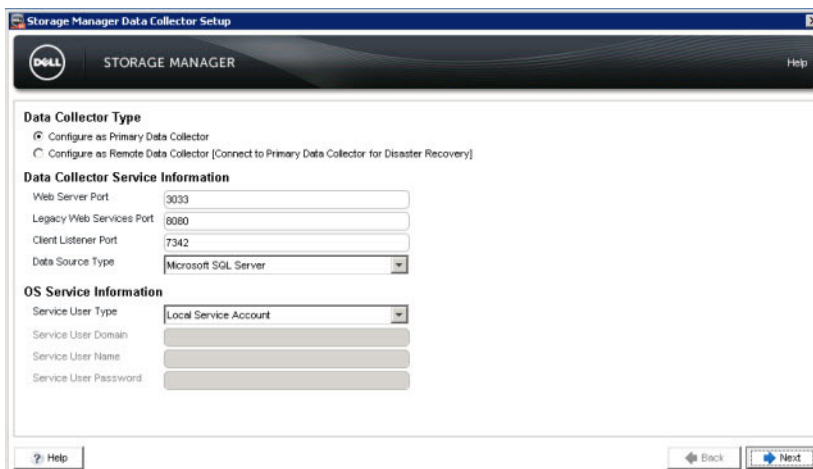 Storage Manager Data Collector Setup
DELL
STORAGE MANAGER
Help
Data Collector Type
Configure as Primary Data Collector
Configure as Remote Data Collector [Connect to Primary Data Collector for Disaster Recovery]
Data Collector Service Information
Web Server Port 3033
Legacy Web Services Port 8080
Client Listener Port 7342
Data Source Type Microsoft SQL Server
OS Service Information
Service User Type Local Service Account
Service User Domain
Service User Name
Service User Password
? Help
Back
Next